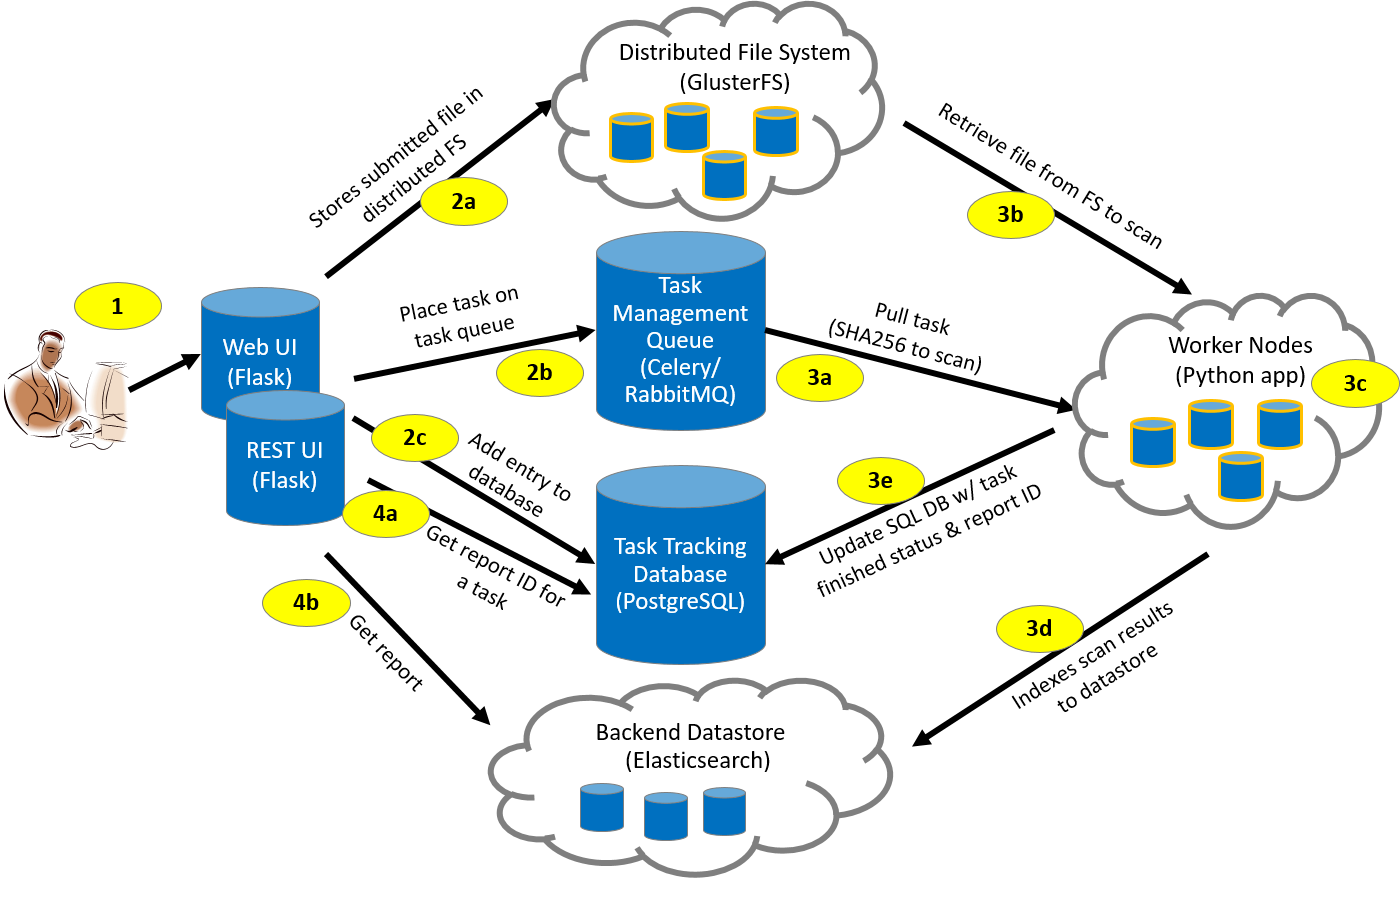 Distributed File System
(GlusterFS)
Stores submitted file in
distributed FS
2a
Retrieve file from FS to scan
3b
1
Web UI
(Flask)
REST UI
(Flask)
Place task on
task queue
2b
Task
Management
Queue
(Celery/
RabbitMQ)
Pull task
(SHA256 to scan)
3a
Worker Nodes
(Python app)
3c
2c
Add entry to
database
4a
Get report ID for
a task
Task Tracking
Database
(PostgreSQL)
3e
Update SQL DB w/ task
finished status & report ID
4b
Get report
3d
Indexes scan results
to datastore
Backend Datastore
(Elasticsearch)